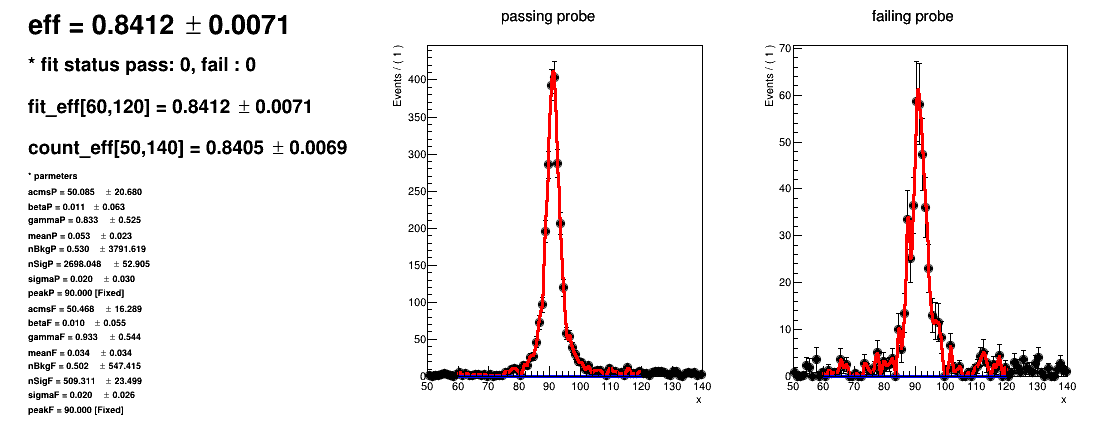 eff = 0.8412 ± 0.0071
* fit status pass: 0, fail : 0
fit_eff[60,120] = 0.8412 ± 0.0071
count_eff[50,140] = 0.8405 ± 0.0069
* parmeters
acmsP = 50.085 ± 20.680
betaP = 0.011 ± 0.063
gammaP = 0.833 ± 0.525
meanP = 0.053 ± 0.023
nBkgP = 0.530 ± 3791.619
nSigP = 2698.048 ± 52.905
sigmaP = 0.020 ± 0.030
peakP = 90.000 [Fixed]
acmsF = 50.468 ± 16.289
betaF = 0.010 ± 0.055
gammaF = 0.933 ± 0.544
meanF = 0.034 ± 0.034
nBkgF = 0.502 ± 547.415
nSigF = 509.311 ± 23.499
sigmaF = 0.020 ± 0.026
peakF = 90.000 [Fixed]
passing probe
Events / ( 1 )
400
350
300
250
200
150
100
50
0
50 60 70 80 90 100 110 120 130 140
x
failing probe
Events / ( 1 )
70
60
50
40
30
20
10
0
50 60 70 80 90 100 110 120 130 140
x